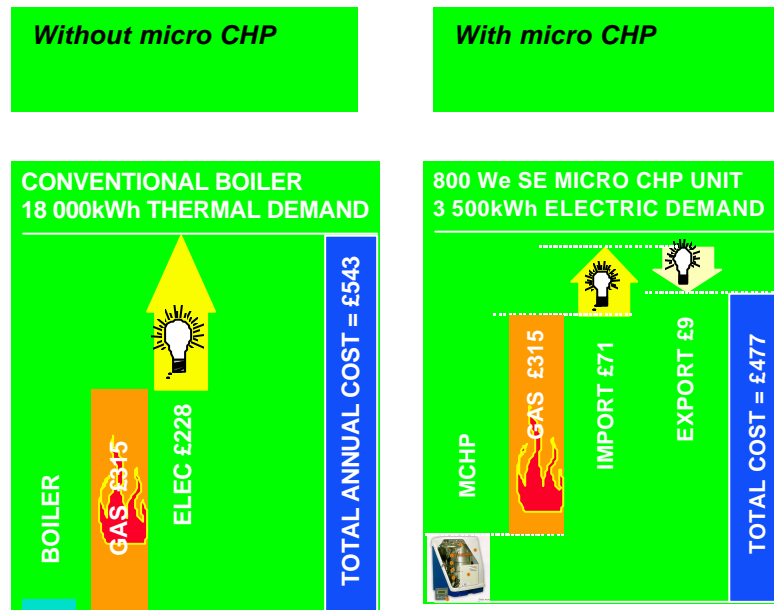 Without micro CHP
With micro CHP
CONVENTIONAL BOILER
18 000kWh THERMAL DEMAND
BOILER
GAS £315
ELEC £228
TOTAL ANNUAL COST = £543
800 We SE MICRO CHP UNIT
3 500kWh ELECTRIC DEMAND
MCHP
GAS £315
IMPORT £71
EXPORT £9
TOTAL COST = £477